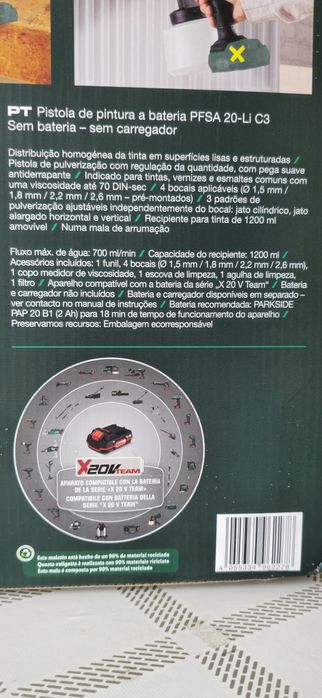 PT Pistola de pintura a bateria PFSA 20-Li C3
Sem bateria – sem carregador
Distribuição homogénea da tinta em superfícies lisas e estruturadas /
Pistola de pulverização com regulação da quantidade, com pega suave
antiderrapante / Indicado para tintas, vernizes e esmaltes comuns com
uma viscosidade até 70 DIN-sec / 4 bocais aplicáveis (Ø 1,5 mm /
1,8 mm / 2,2 mm / 2,6 mm – pré-montados) / 3 padrões de
pulverização ajustáveis independentemente do bocal: jato cilíndrico, jato
alargado horizontal e vertical / Recipiente para tinta de 1200 ml
amovível / Numa mala de arrumação
Fluxo máx. de água: 700 ml/min / Capacidade do recipiente: 1200 ml /
Acessórios incluídos: 1 funil, 4 bocais (Ø 1,5 mm / 1,8 mm / 2,2 mm / 2,6 mm),
1 copo medidor de viscosidade, 1 escova de limpeza, 1 agulha de limpeza,
1 filtro / Aparelho compatível com a bateria da série „X 20 V Team“ / Bateria
e carregador não incluídos / Bateria e carregador disponíveis em separado –
ver contacto no manual de instruções / Bateria recomendada: PARKSIDE
PAP 20 B1 (2 Ah) para 18 min de tempo de funcionamento do aparelho /
Preservamos recursos: Embalagem ecorresponsável
X20V TEAM
APARATO COMPATIBLE CON LA BATERÍA
DE LA SERIE «X 20 V TEAM»
COMPATIBILE CON BATTERIA DELLA
SERIE "X 20 V TEAM"
Este maletín está hecho de un 90% de material reciclado
Questa valigetta è realizzata con 90% materiale riciclato
Esta mala é composta por 90% material reciclado